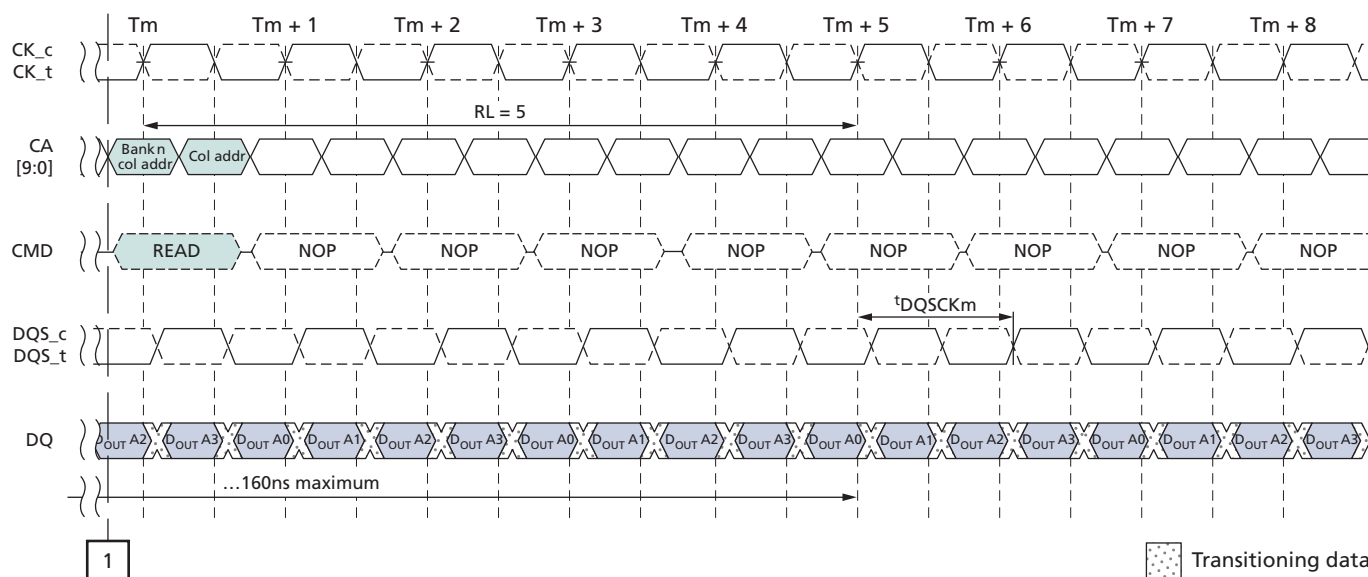 Tm Tm + 1 Tm + 2 Tm + 3 Tm + 4 Tm + 5 Tm + 6 Tm + 7 Tm + 8
CK_c
CK_t
RL = 5
CA
[9:0]
Bank n
col addr
Col addr
CMD READ NOP NOP NOP NOP NOP NOP NOP NOP
tDQSCKm
DQS_c
DQS_t
DQ DOUT A2 DOUT A3 DOUT A0 DOUT A1 DOUT A2 DOUT A3 DOUT A0 DOUT A1 DOUT A2 DOUT A3 DOUT A0 DOUT A1 DOUT A2 DOUT A3 DOUT A0 DOUT A1 DOUT A2 DOUT A3
…160ns maximum
1
Transitioning data